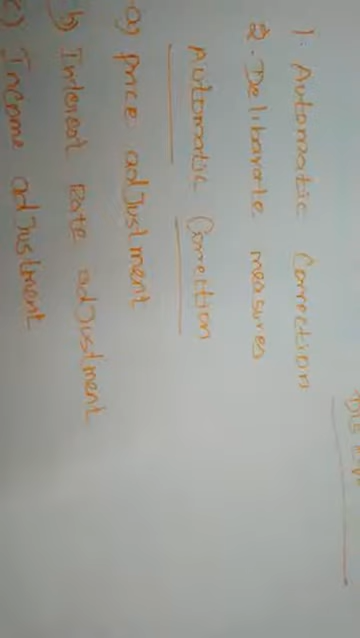 1. Automatic Correction
2. Deliberate measures
Automatic Correction
a) Price adjustment
b) Interest Rate adjustment
c) Income adjustment